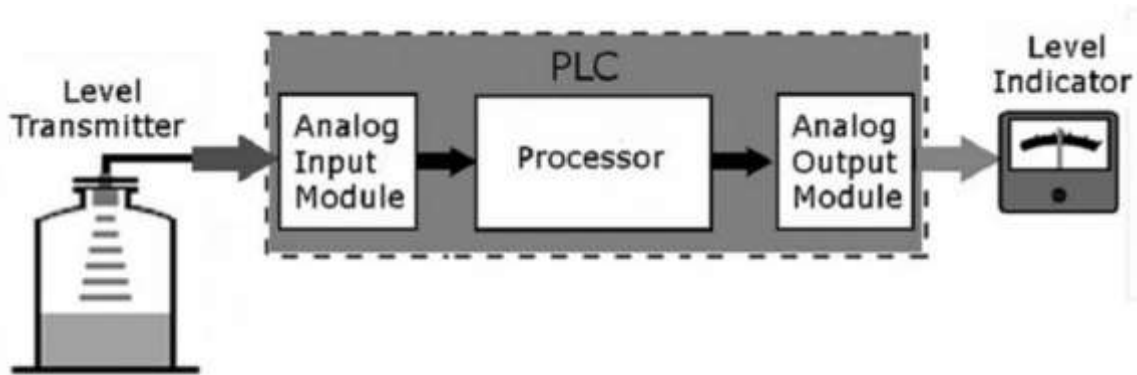 Level
Transmitter
PLC
Analog
Input
Module
Processor
Analog
Output
Module
Level
Indicator